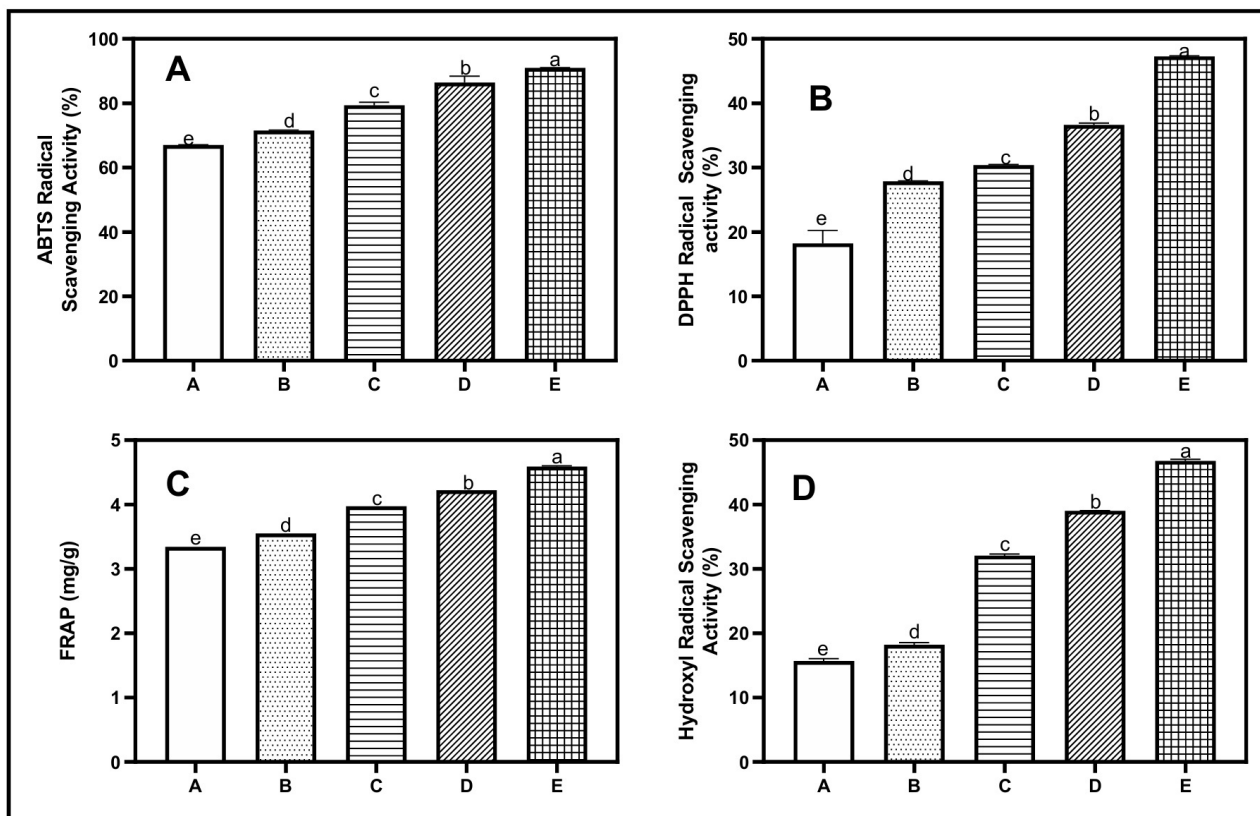 A
ABTS Radical
Scavenging Activity (%)
100
80
60
40
20
0
e
d
c
b
a
A B C D E
B
DPPH Radical Scavenging
activity (%)
50
40
30
20
10
0
e
d
c
b
a
A B C D E
C
FRAP (mg/g)
5
4
3
2
1
0
e
d
c
b
a
A B C D E
D
Hydroxyl Radical Scavenging
Activity (%)
50
40
30
20
10
0
e
d
c
b
a
A B C D E